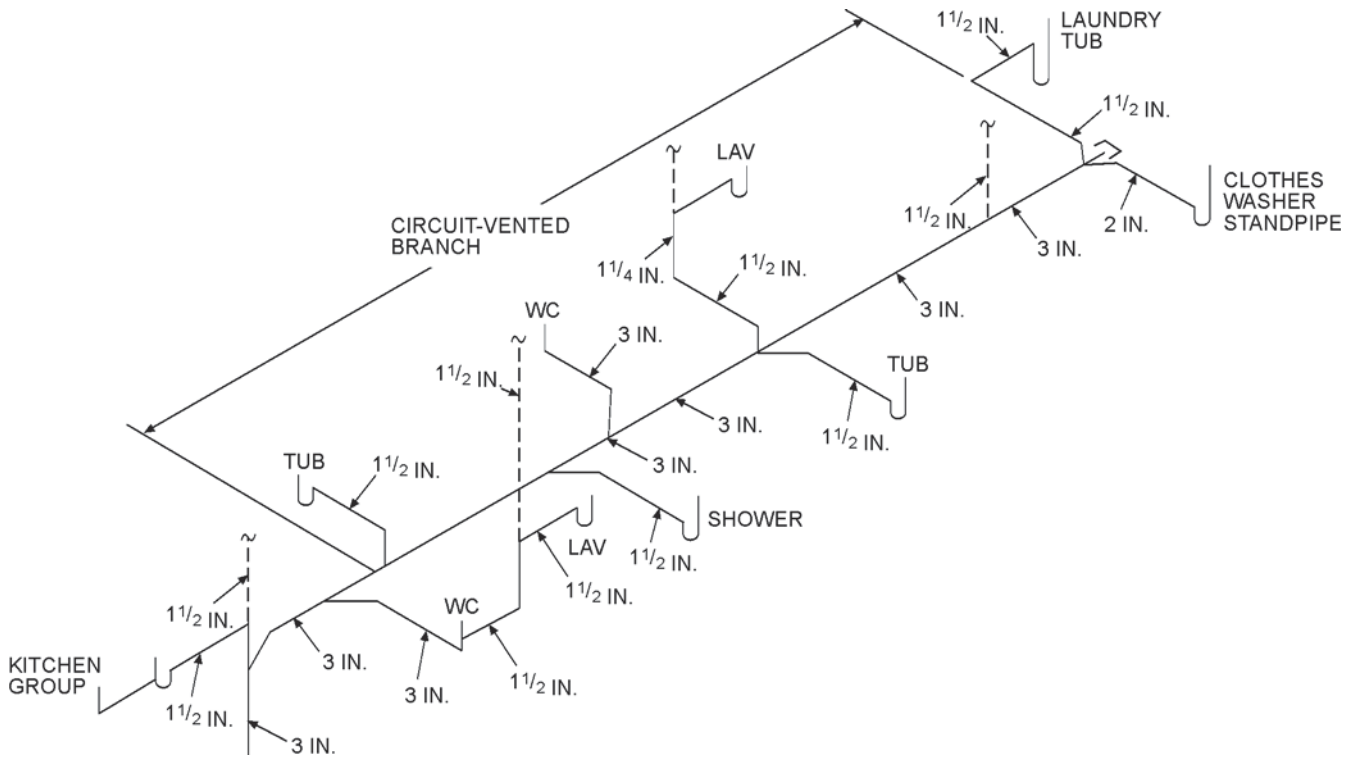 1 1/2 IN.
LAUNDRY
TUB
1 1/2 IN.
LAV
CLOTHES
WASHER
STANDPIPE
2 IN.
1 1/2 IN.
3 IN.
CIRCUIT-VENTED
BRANCH
1 1/4 IN.
1 1/2 IN.
3 IN.
WC
3 IN.
1 1/2 IN.
TUB
3 IN.
1 1/2 IN.
3 IN.
TUB
1 1/2 IN.
SHOWER
1 1/2 IN.
LAV
1 1/2 IN.
1 1/2 IN.
WC
KITCHEN
GROUP
1 1/2 IN.
3 IN.
3 IN.
1 1/2 IN.
3 IN.